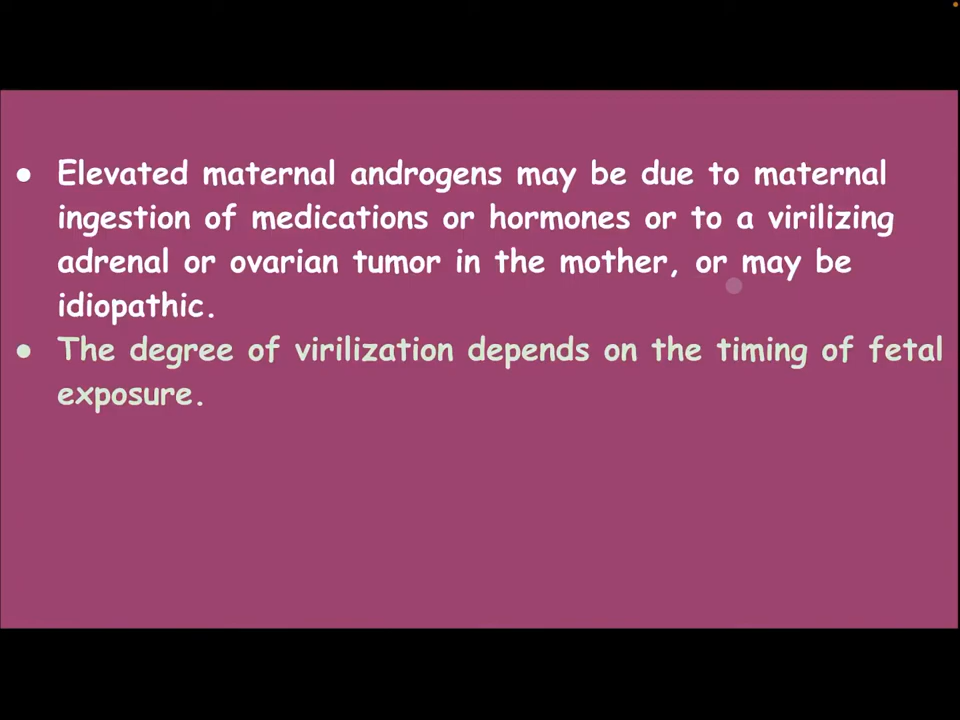 ● Elevated maternal androgens may be due to maternal
ingestion of medications or hormones or to a virilizing
adrenal or ovarian tumor in the mother, or may be
idiopathic.
● The degree of virilization depends on the timing of fetal
exposure.